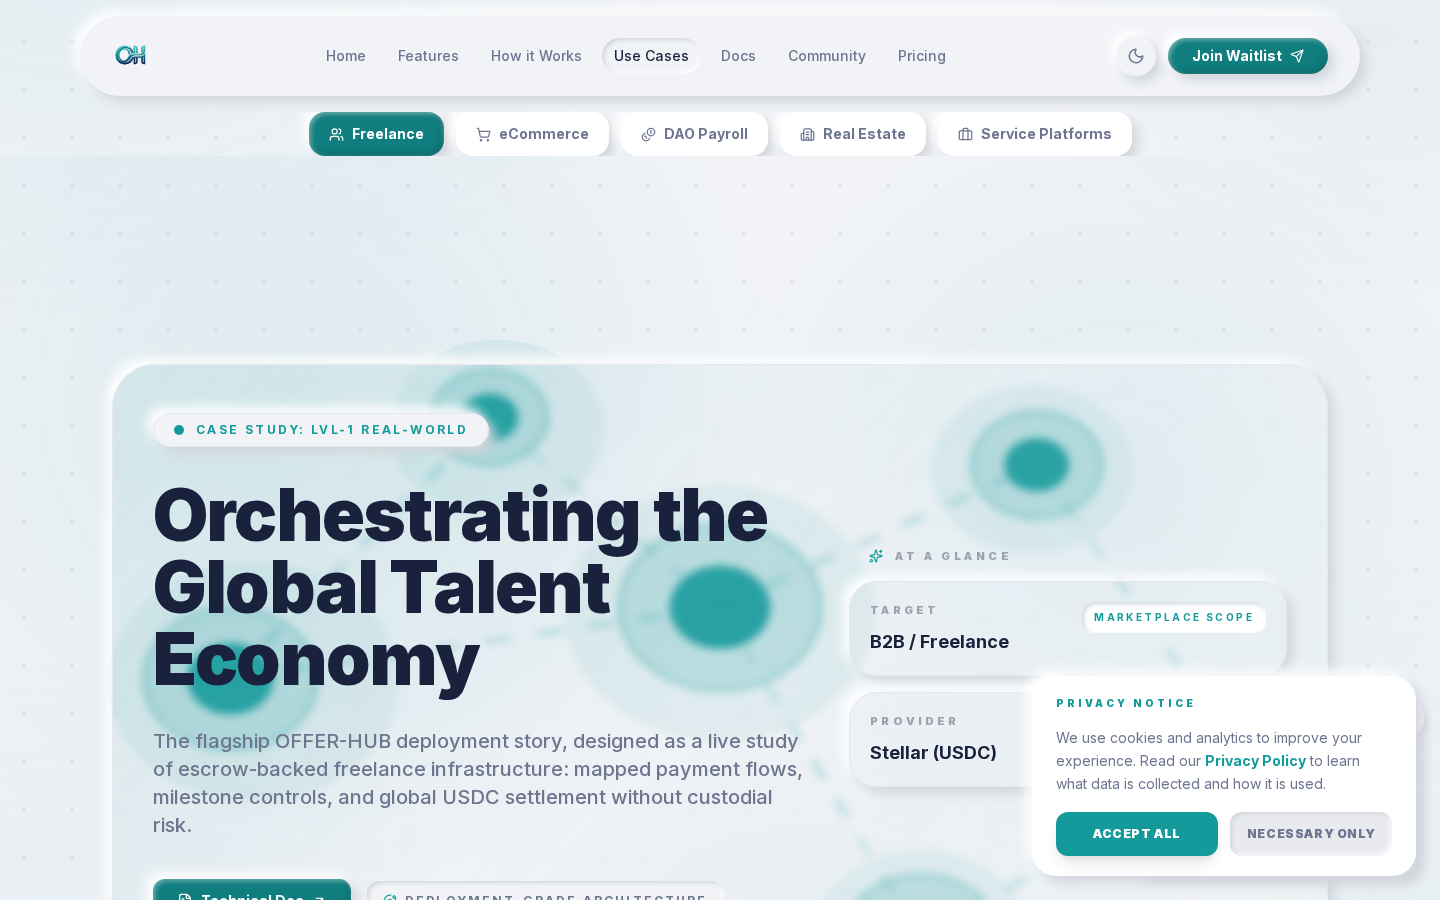 OH
Home
Features
How it Works
Use Cases
Docs
Community
Pricing
Join Waitlist
Freelance
eCommerce
DAO Payroll
Real Estate
Service Platforms
CASE STUDY: LVL-1 REAL-WORLD
Orchestrating the
Global Talent
Economy
The flagship OFFER-HUB deployment story, designed as a live study
of escrow-backed freelance infrastructure: mapped payment flows,
milestone controls, and global USDC settlement without custodial
risk.
Technical Doc
DEPLOYMENT-GRADE ARCHITECTURE
AT A GLANCE
TARGET
MARKETPLACE SCOPE
B2B / Freelance
PROVIDER
Stellar (USDC)
PRIVACY NOTICE
We use cookies and analytics to improve your
experience. Read our Privacy Policy to learn
what data is collected and how it is used.
ACCEPT ALL
NECESSARY ONLY